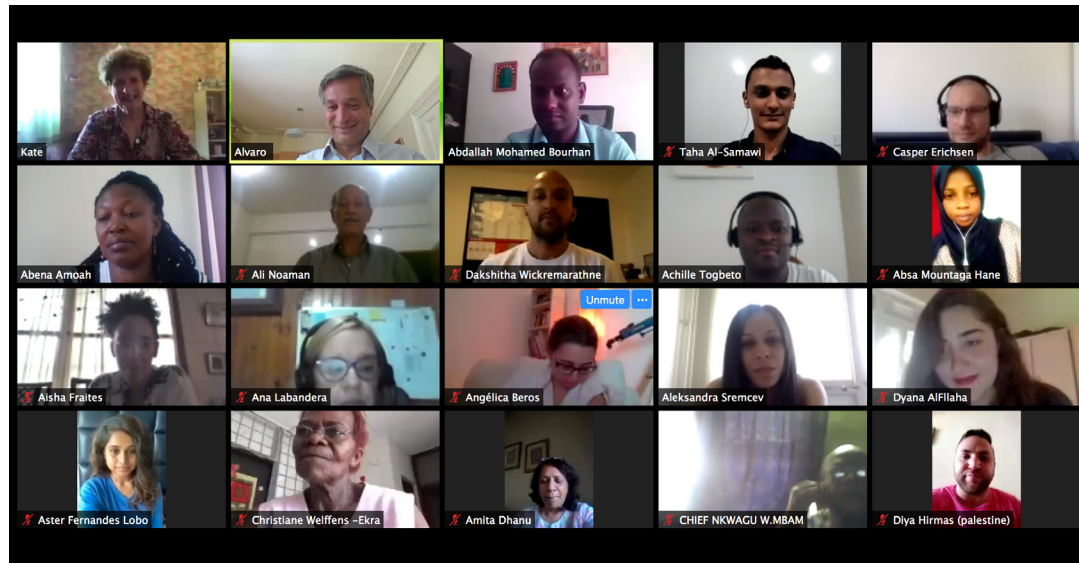 Kate
Alvaro
Abdallah Mohamed Bourhan
Taha Al-Samawi
Casper Erichsen
Abena Amoah
Ali Noaman
Dakshitha Wickremarathne
Achille Togbeto
Absa Mountaga Hane
Unmute ...
Aisha Fraites
Ana Labandera
Angélica Beros
Aleksandra Sremcev
Dyana AlFllaha
Aster Fernandes Lobo
Christiane Welffens -Ekra
Amita Dhanu
CHIEF NKWAGU W.MBAM
Diya Hirmas (palestine)